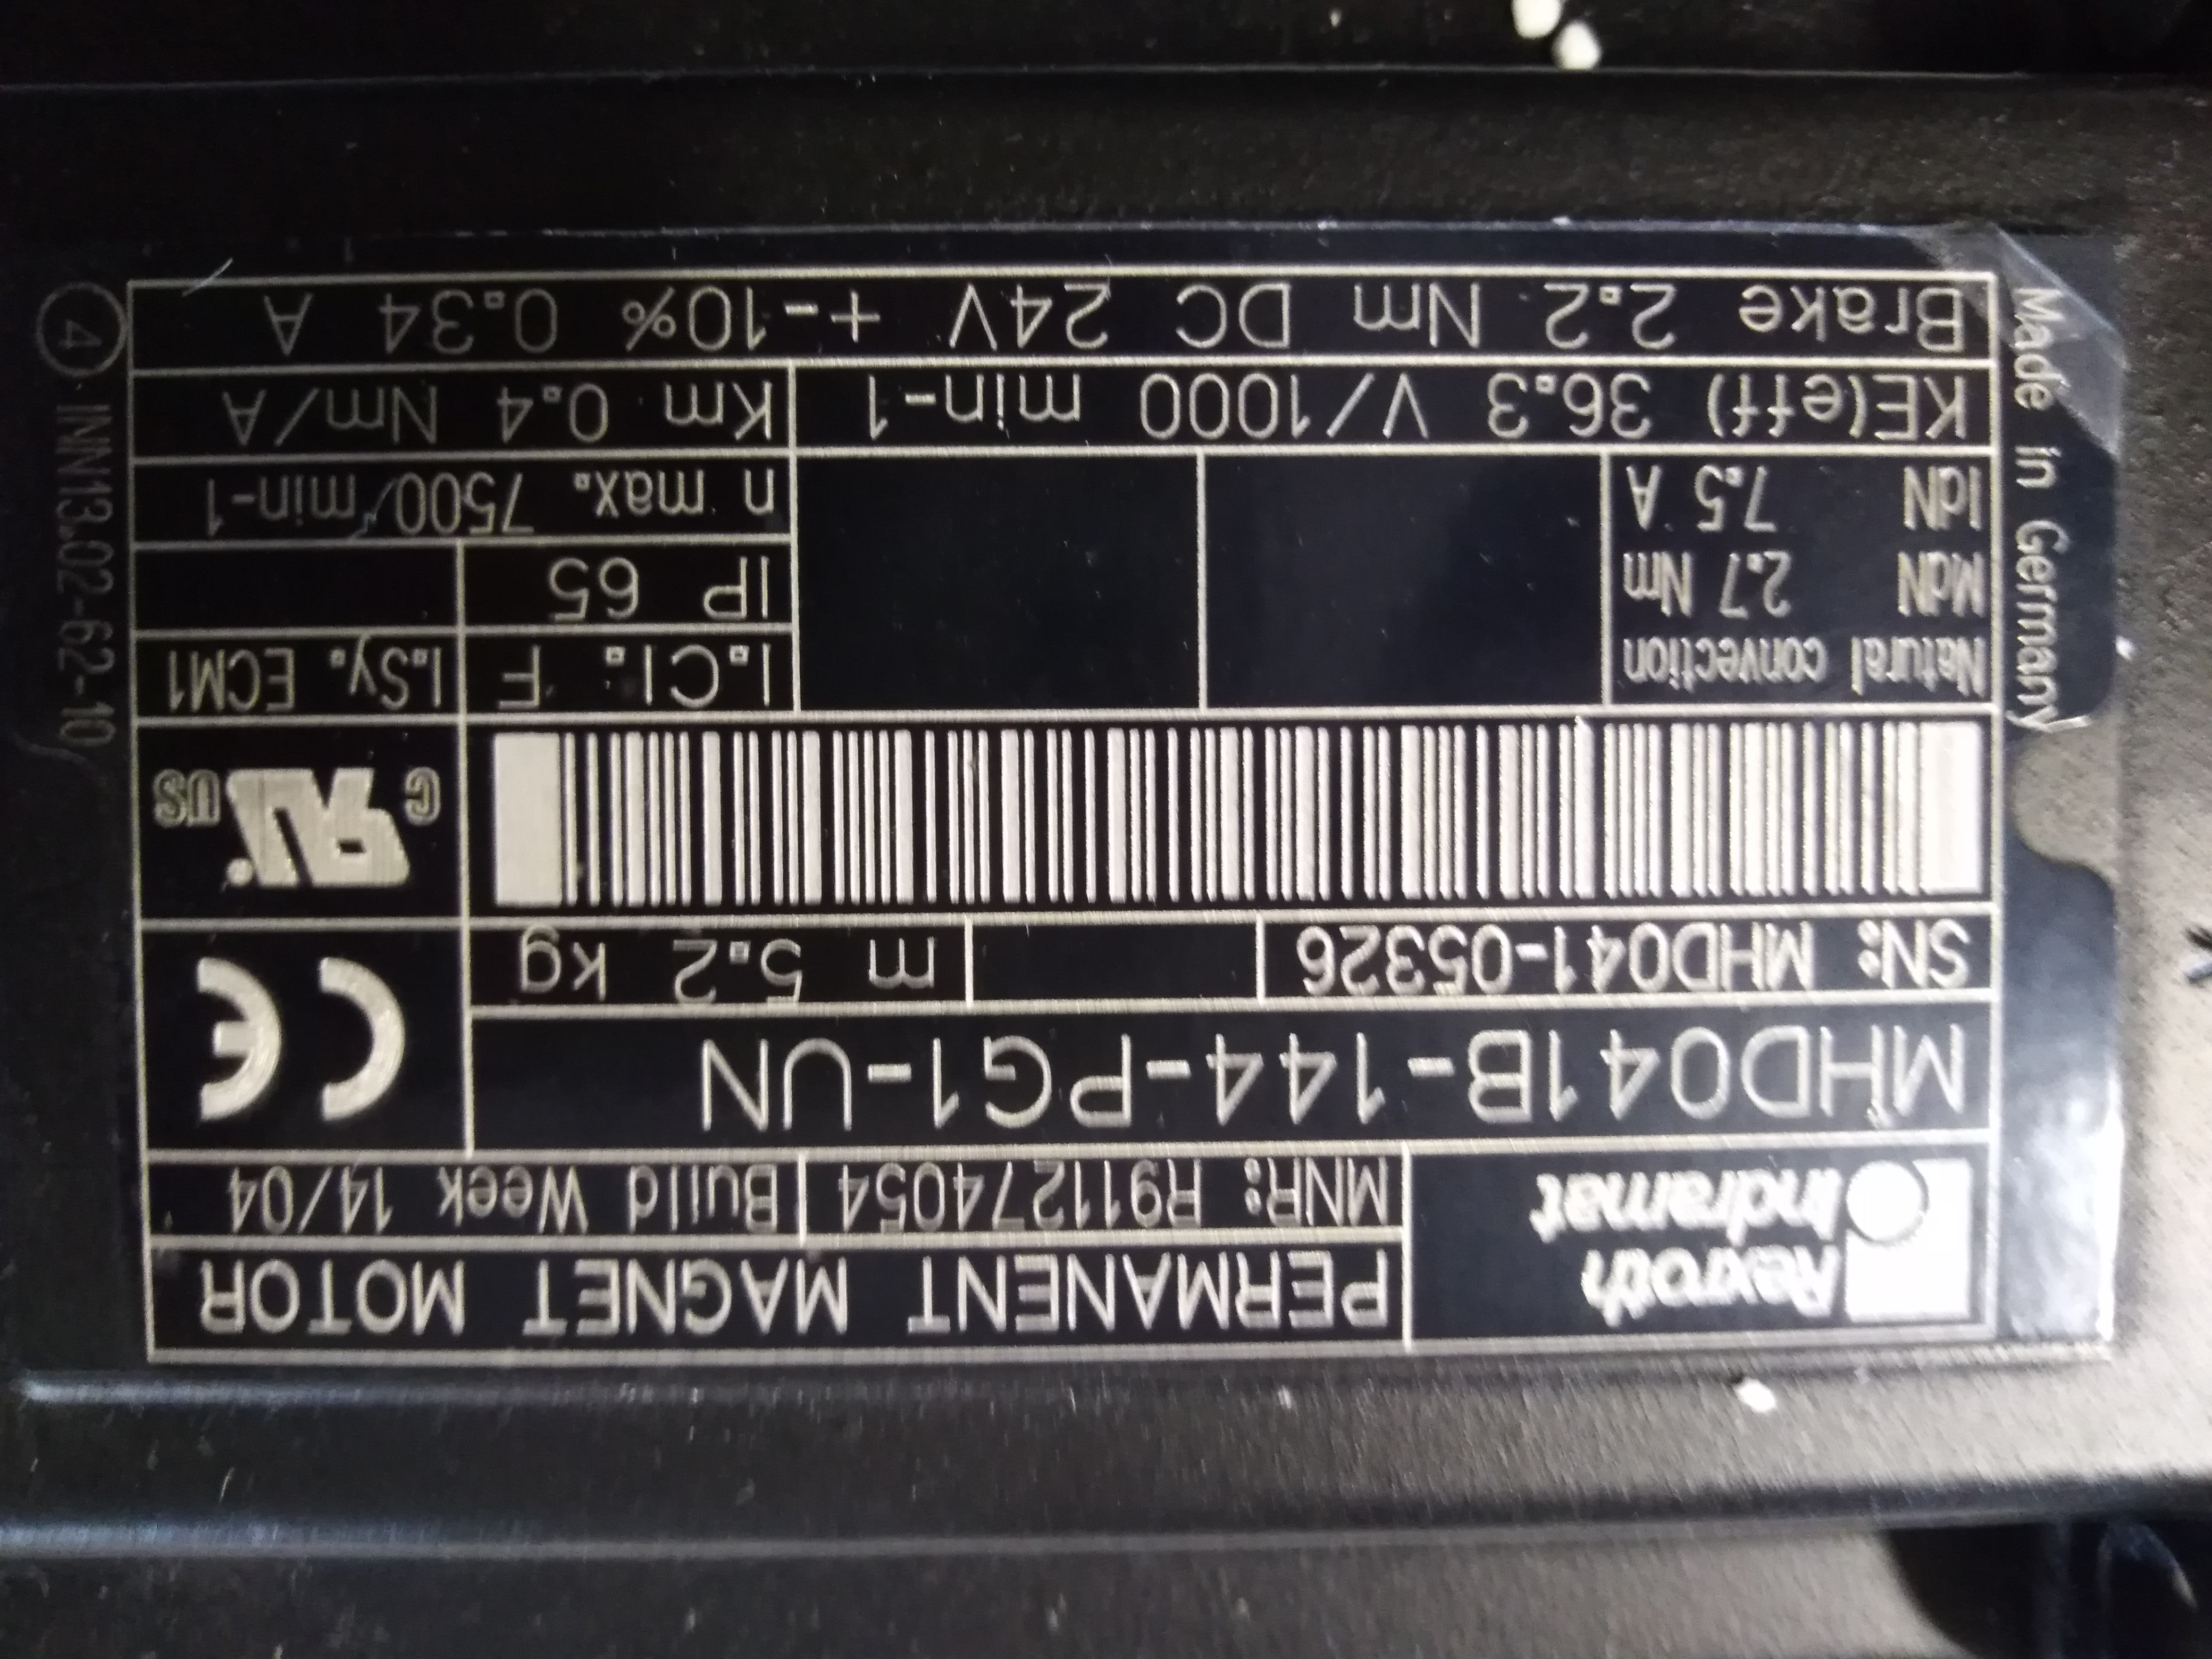 Rexroth
Indramat
PERMANENT MAGNET MOTOR
MNR: R911274054
Build Week 14/04
MHD041B-144-PG1-UN
CE
SN: MHD041-05326
m 5.2 kg
c RU us
Natural convection
MdN 2.7 Nm
IdN 7.5 A
I.Cl. F
I.Sy. ECM1
IP 65
n max. 7500/min-1
KE(eff) 36.3 V/1000 min-1
Km 0.4 Nm/A
Brake 2.2 Nm DC 24V +-10% 0.34 A
Made in Germany
INN13.02-62-10
4